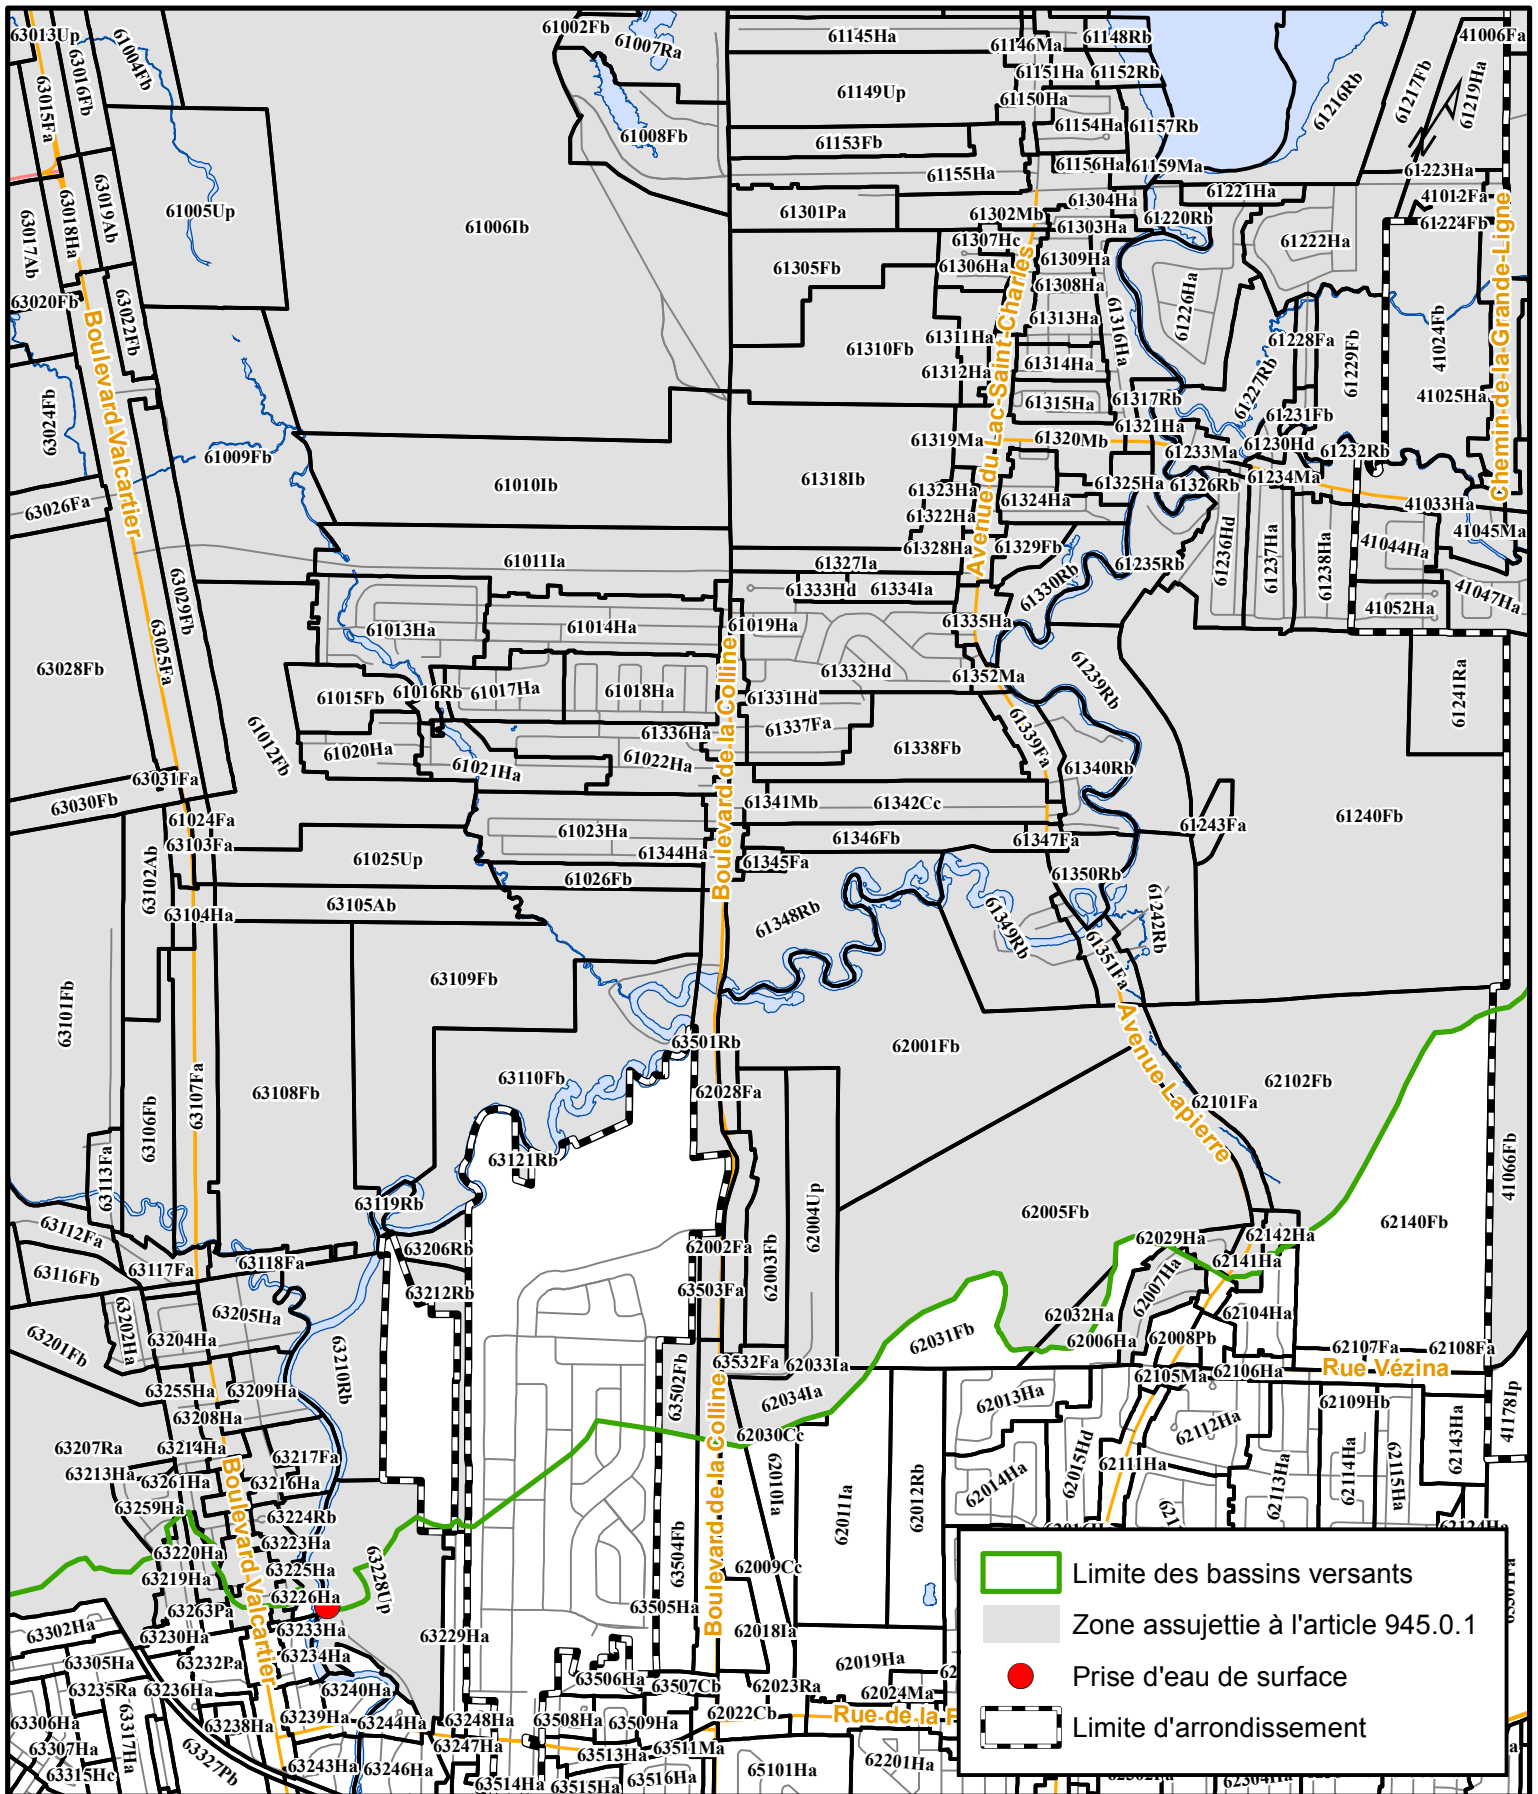 63013Up
61004Fb
61002Fb
61007Ra
61145Ha
61146Ma
61148Rb
41006Fa
63016Fb
63015Fa
61151Ha
61152Rb
61149Up
61150Ha
61216Rb
61217Fb
61219Ha
61008Fb
61153Fb
61154Ha
61157Rb
61156Ha
61159Ma
61155Ha
61223Ha
63018Ha
63019Ab
61005Up
61006Ib
61301Pa
61302Mb
61304Ha
61303Ha
61220Rb
61221Ha
41012Fa
41224Fb
63017Ab
61307Hc
61306Ha
61309Ha
61308Ha
61305Fb
61222Ha
61226Ha
Chemin-de-la-Grande-Ligne
63020Fb
63022Fb
Boulevard-Valcartier
Avenue du-Lac-Saint-Charles
61313Ha
61316Ha
61311Ha
61310Fb
61314Ha
61312Ha
61228Fa
61229Fb
41024Fb
61227Rb
63024Fb
61315Ha
61317Rb
61231Fb
41025Ha
61009Fb
61319Ma
61320Mb
61321Ha
61233Ma
61230Hd
61232Rb
61010Ib
61318Ib
61323Ha
61324Ha
61325Ha
61326Rb
61234Ma
63026Fa
61322Ha
41033Ha
61011Ia
61327Ia
61328Ha
61329Fb
61235Rb
61236Hd
61237Ha
61238Ha
41044Ha
41045Ma
61333Hd
61334Ia
61330Rb
41047Ha
41052Ha
63029Fb
63025Fa
61013Ha
61014Ha
61019Ha
61335Ha
63028Fb
61015Fb
61016Rb
61017Ha
61018Ha
61332Hd
61331Hd
61352Ma
61239Rb
61241Ra
61012Fb
61020Ha
61021Ha
61336Ha
61022Ha
61337Fa
61338Fb
61339Fa
61340Rb
Boulevard-de-la-Colline
63031Fa
63030Fb
61024Fa
63103Fa
61023Ha
61341Mb
61342Cc
61243Fa
61240Fb
61025Up
61344Ha
61345Fa
61346Fb
61347Fa
63102Ab
61026Fb
61350Rb
63104Ha
63105Ab
61348Rb
61349Rb
61242Rb
61351Fa
63109Fb
63101Fb
63501Rb
62001Fb
Avenue Lapierre
63108Fb
63110Fb
62028Fa
62102Fb
62101Fa
63107Fa
63106Fb
63113Fa
63121Rb
41066Fb
63119Rb
62004Up
62005Fb
62140Fb
63112Fa
63206Rb
62002Fa
62003Fb
62029Ha
62142Ha
63116Fb
63117Fa
63118Fa
62141Ha
63212Rb
63503Fa
62007Ha
63202Ha
63205Ha
63204Ha
62032Ha
62006Ha
62104Ha
63201Fb
63210Rb
62031Fb
62008Pb
62107Fa
62108Fa
63532Fa
62033Ia
62105Ma
62106Ha
Rue Vézina
63255Ha
63209Ha
63502Fb
62034Ia
62013Ha
62109Hb
41178Ip
63208Ha
63207Ra
63214Ha
63217Fa
62030Cc
62112Ha
62143Ha
63213Ha
63261Ha
63216Ha
62014Ha
62015Hd
62111Ha
62113Ha
62114Ha
62115Ha
63259Ha
63224Rb
62010Ia
62011Ia
62012Rb
63223Ha
Boulevard-Valcartier
Boulevard-de-la-Colline
63220Ha
63225Ha
63228Up
63504Fb
62009Cc
63219Ha
63226Ha
63263Pa
63505Ha
63302Ha
63230Ha
63233Ha
63229Ha
62018Ia
63305Ha
63232Pa
63234Ha
62019Ha
63235Ra
63236Ha
63240Ha
63506Ha
63507Cb
62023Ra
62024Ma
63306Ha
63317Ha
63238Ha
63239Ha
63244Ha
63248Ha
63508Ha
63509Ha
62022Cb
Rue-de-la
63307Ha
63247Ha
63513Ha
63511Ma
63315Hc
63327Pb
63243Ha
63246Ha
63514Ha
63515Ha
63516Ha
65101Ha
62201Ha
Limite des bassins versants
Zone assujettie à l'article 945.0.1
Prise d'eau de surface
Limite d'arrondissement